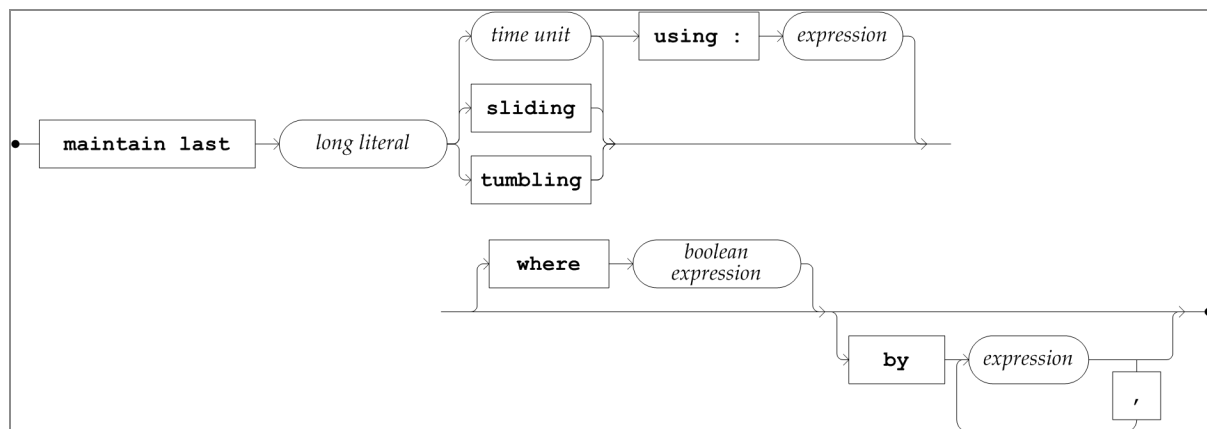 time unit
using :
expression
sliding
maintain last
long literal
tumbling
where
boolean
expression
by
expression
,